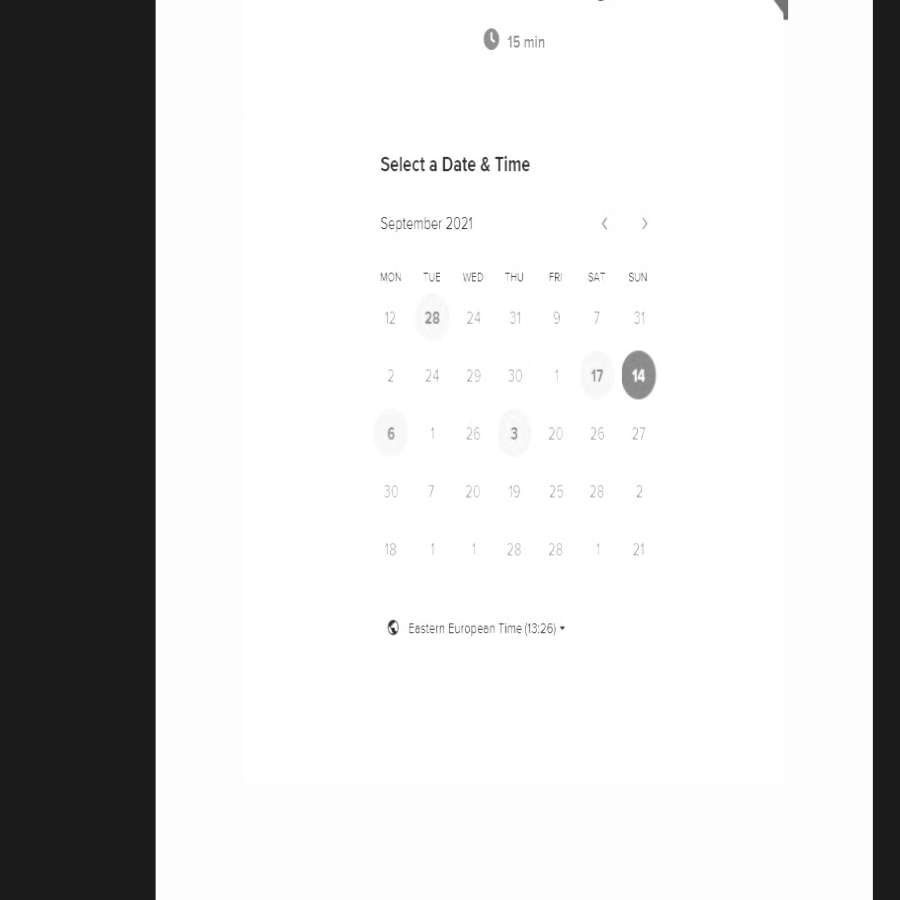 15 min
Select a Date & Time
September 2021
MON TUE WED THU FRI SAT SUN
12 28 24 31 9 7 31
2 24 29 30 1 17 14
6 1 26 3 20 26 27
30 7 20 19 25 28 2
18 1 1 28 28 1 21
Eastern European Time (13:26)